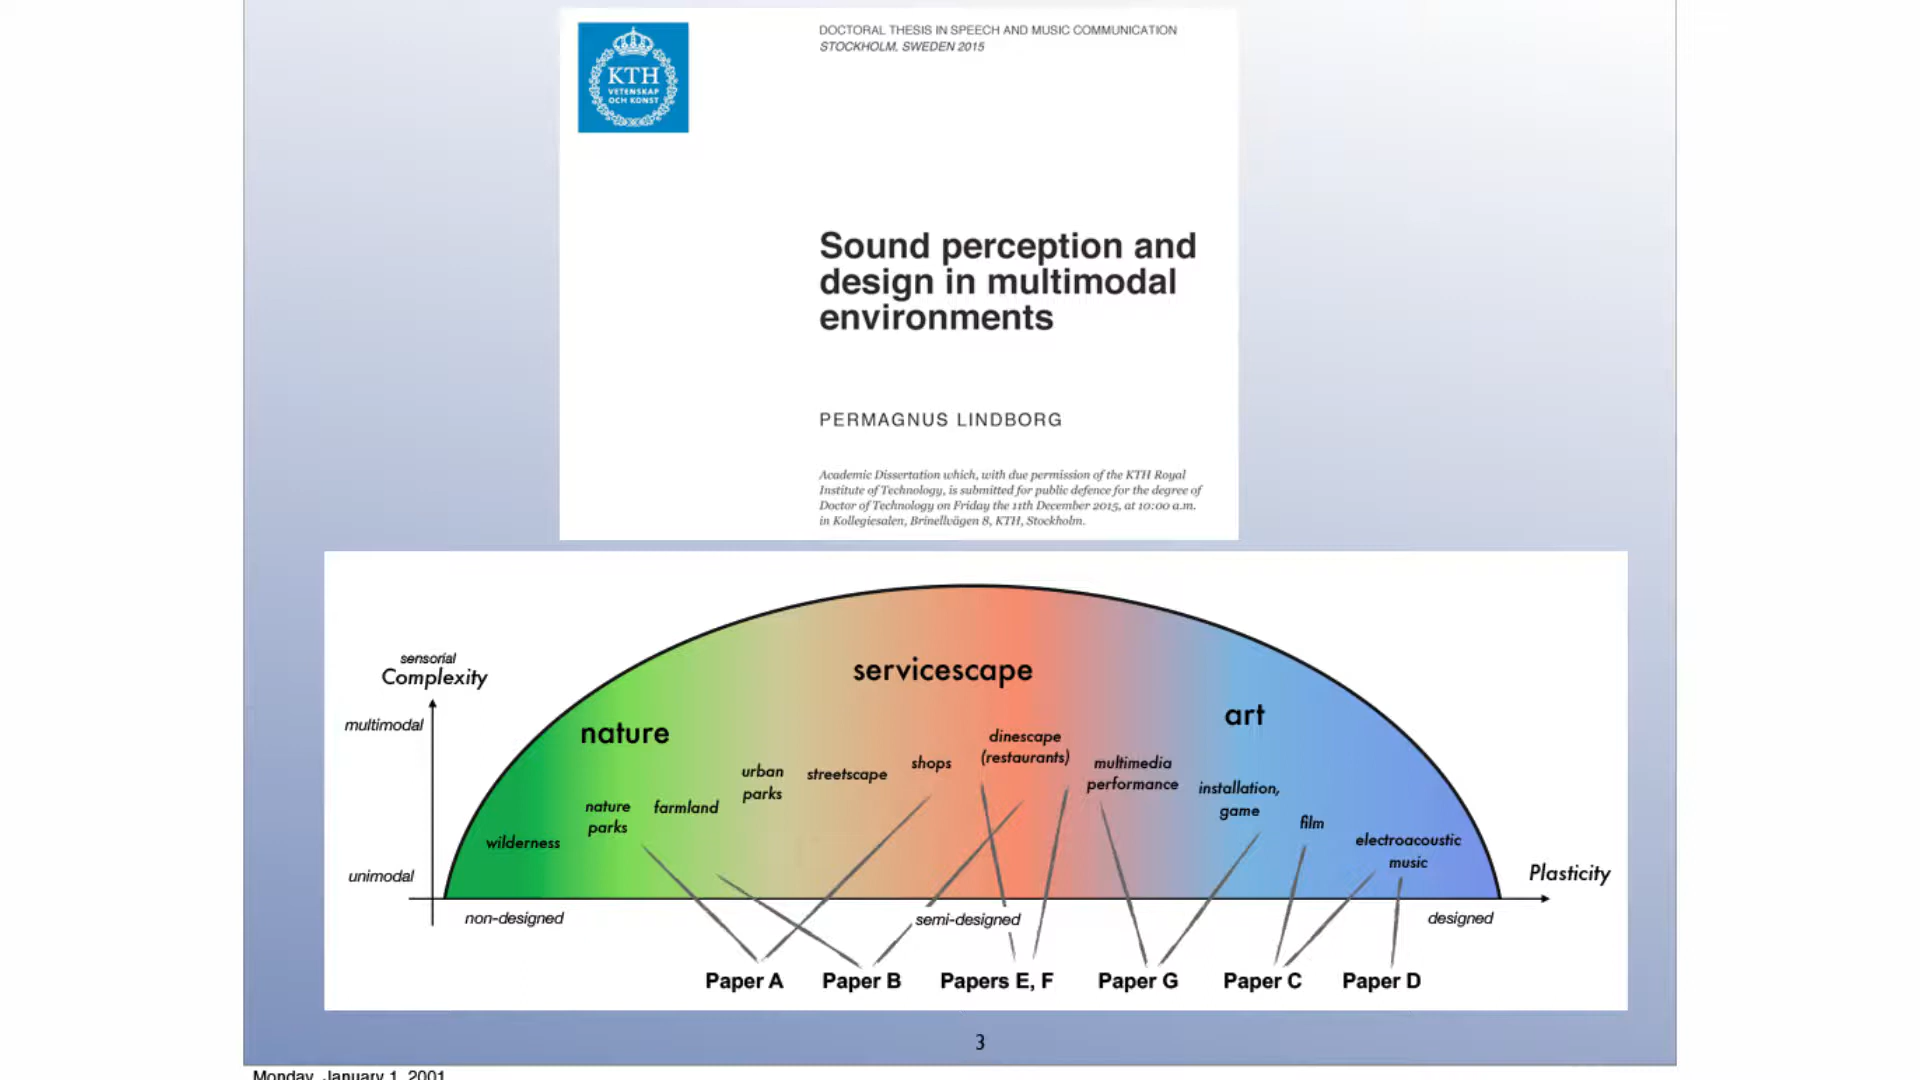 KTH
VETENSKAP
OCH KONST
DOCTORAL THESIS IN SPEECH AND MUSIC COMMUNICATION
STOCKHOLM, SWEDEN 2015
Sound perception and
design in multimodal
environments
PERMAGNUS LINDBORG
Academic Dissertation which, with due permission of the KTH Royal
Institute of Technology, is submitted for public defence for the degree of
Doctor of Technology on Friday the 11th December 2015, at 10:00 a.m.
in Kollegiesalen, Brinellvägen 8, KTH, Stockholm.
sensorial
Complexity
multimodal
unimodal
nature
servicescape
art
wilderness
nature
parks
farmland
urban
parks
streetscape
shops
dinescape
(restaurants)
multimedia
performance
installation,
game
film
electroacoustic
music
Plasticity
non-designed
semi-designed
designed
Paper A
Paper B
Papers E, F
Paper G
Paper C
Paper D
3
Monday, January 1, 2001